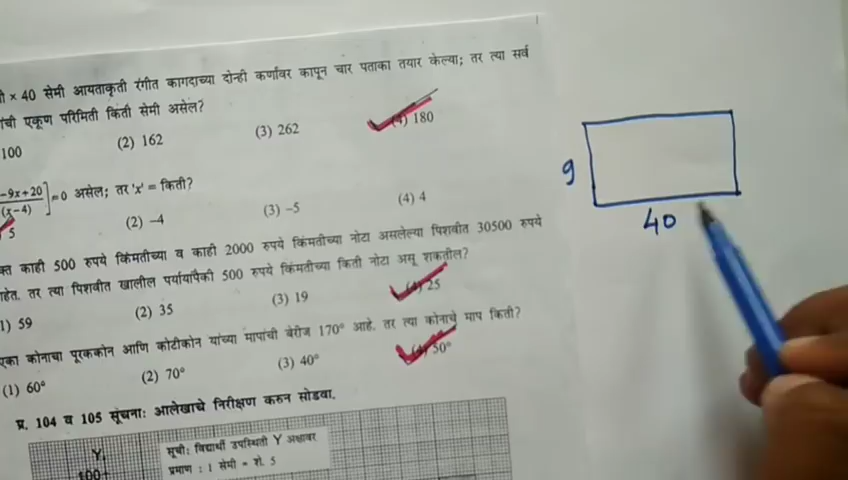 × 40 सेमी आयताकृती रंगीत कागदाच्या दोन्ही कर्णावर कापून चार पताका तयार केल्या; तर त्या सर्व
एकूण परिमिती किती सेमी असेल?
100 (2) 162 (3) 262 (4) 180
-9x+20
(x-4) =0 असेल; तर 'x' = किती?
5 (2) -4 (3) -5 (4) 4
काही 500 रुपये किंमतीच्या व काही 2000 रुपये किंमतीच्या नोटा असलेल्या पिशवीत 30500 रुपये
आहेत. तर त्या पिशवीत खालील पर्यायांपैकी 500 रुपये किंमतीच्या किती नोटा असू शकतील?
1) 59 (2) 35 (3) 19 (4) 25
एका कोनाचा पूरककोन आणि कोटीकोन यांच्या मापांची बेरीज 170° आहे. तर त्या कोनाचे माप किती?
(1) 60° (2) 70° (3) 40° (4) 50°
प्र. 104 व 105 सूचनाः आलेखाचे निरीक्षण करुन सोडवा.
Y
100
सूची: विद्यार्थी उपस्थिती Y अक्षावर
प्रमाण : 1 सेमी = शे. 5
9
40